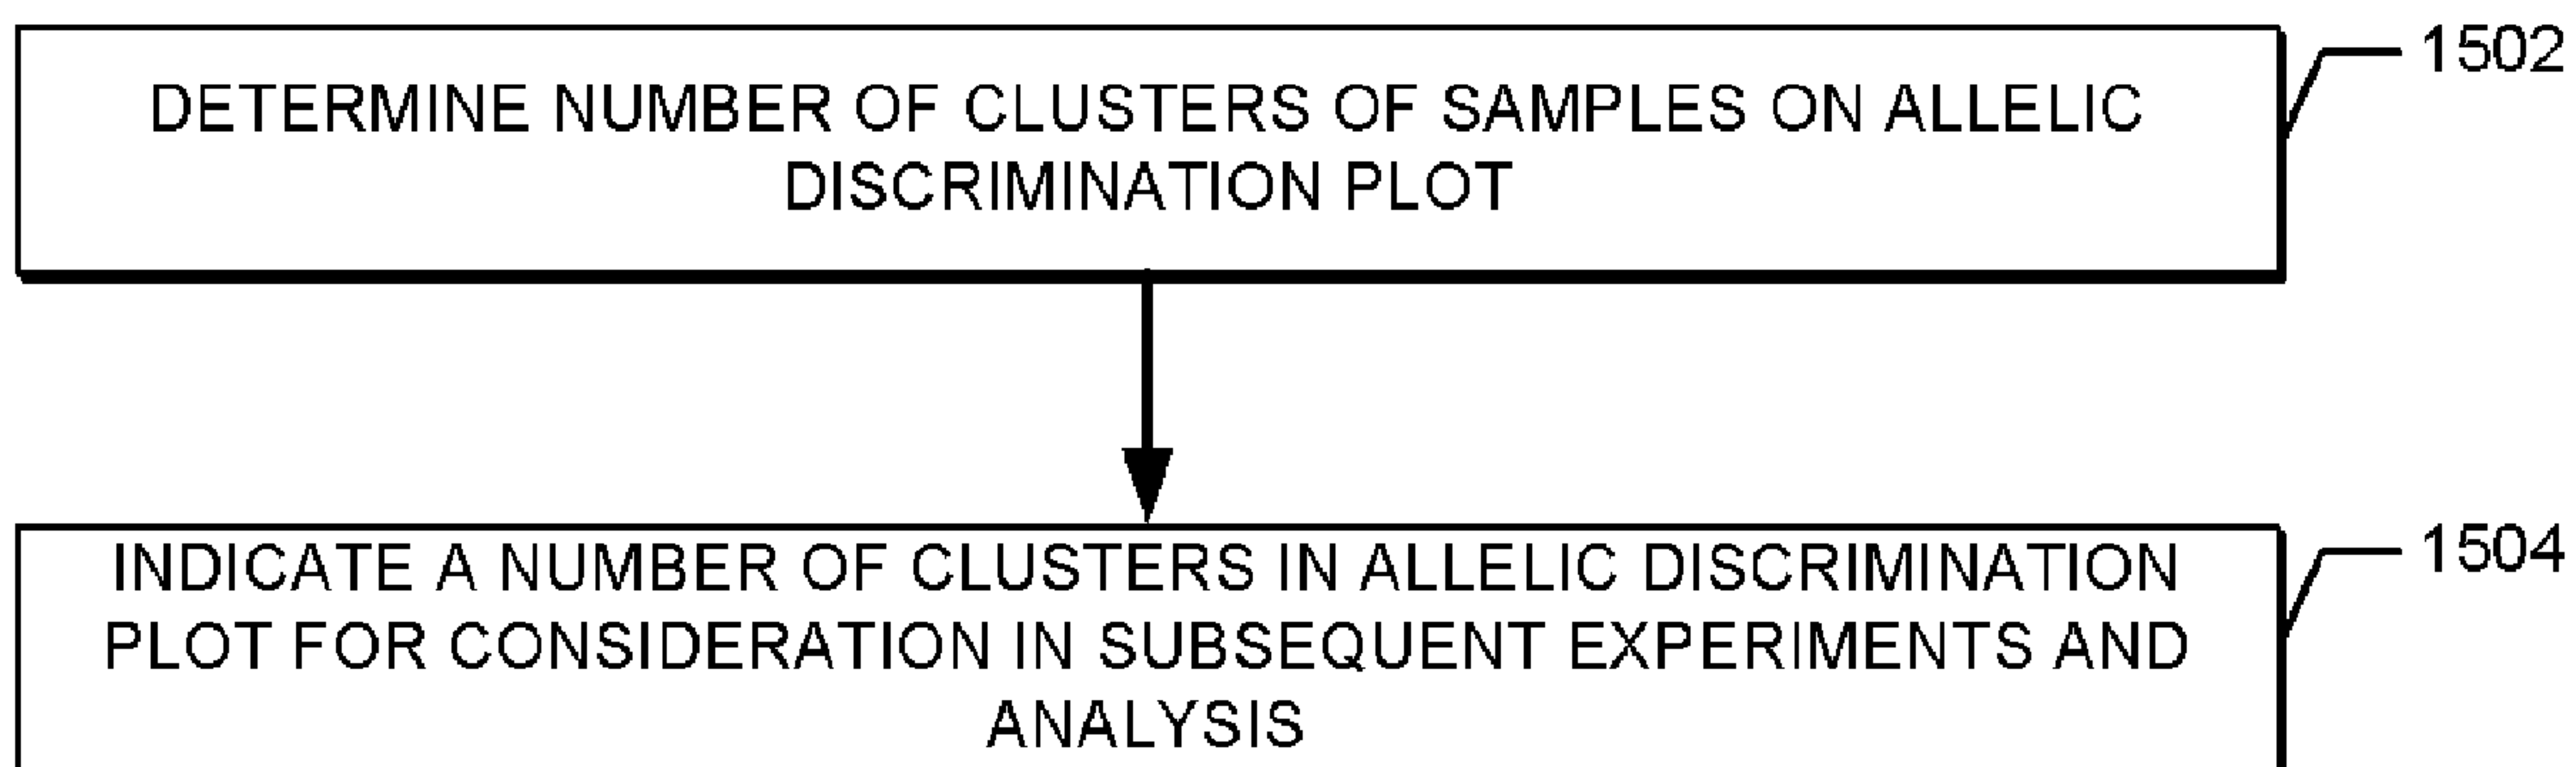 1502
DETERMINE NUMBER OF CLUSTERS OF SAMPLES ON ALLELIC
DISCRIMINATION PLOT
1504
INDICATE A NUMBER OF CLUSTERS IN ALLELIC DISCRIMINATION
PLOT FOR CONSIDERATION IN SUBSEQUENT EXPERIMENTS AND
ANALYSIS